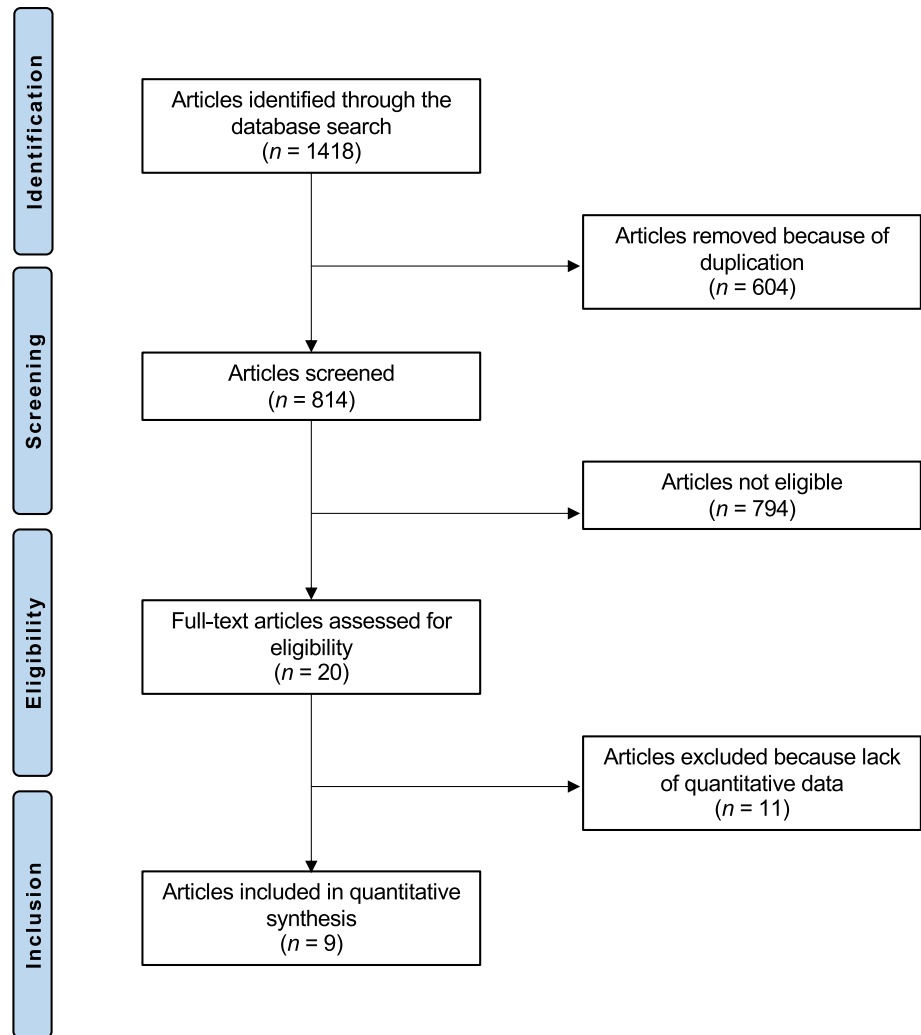 Identification
Articles identified through the
database search
(n = 1418)
Articles removed because of
duplication
(n = 604)
Screening
Articles screened
(n = 814)
Articles not eligible
(n = 794)
Eligibility
Full-text articles assessed for
eligibility
(n = 20)
Articles excluded because lack
of quantitative data
(n = 11)
Inclusion
Articles included in quantitative
synthesis
(n = 9)